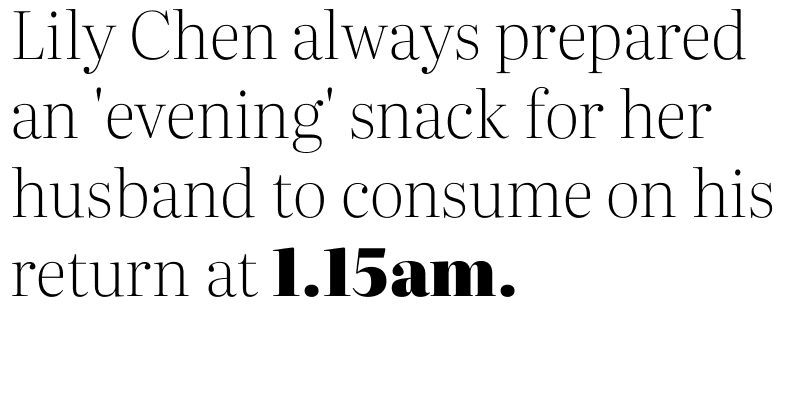 Lily Chen always prepared
an 'evening' snack for her
husband to consume on his
return at 1.15am.